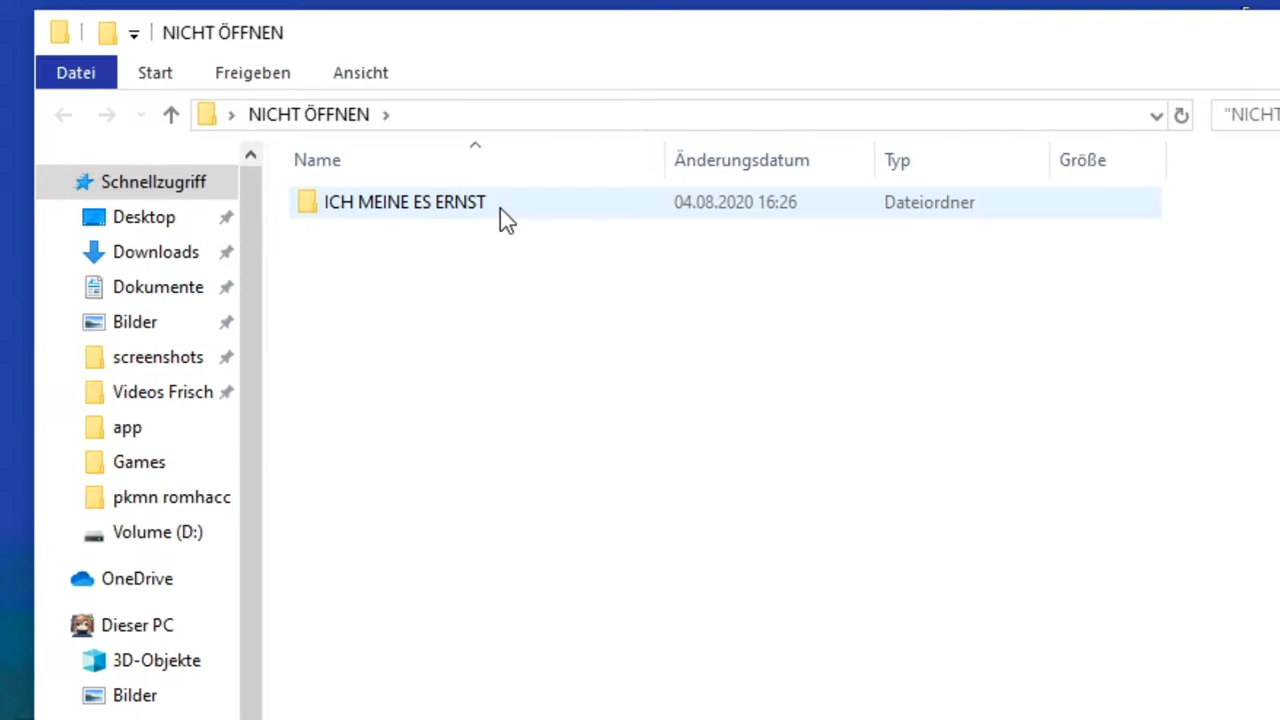 NICHT ÖFFNEN
Datei Start Freigeben Ansicht
NICHT ÖFFNEN "NICHT
Name Änderungsdatum Typ Größe
Schnellzugriff
ICH MEINE ES ERNST 04.08.2020 16:26 Dateiordner
Desktop
Downloads
Dokumente
Bilder
screenshots
Videos Frisch
app
Games
pkmn romhacc
Volume (D:)
OneDrive
Dieser PC
3D-Objekte
Bilder